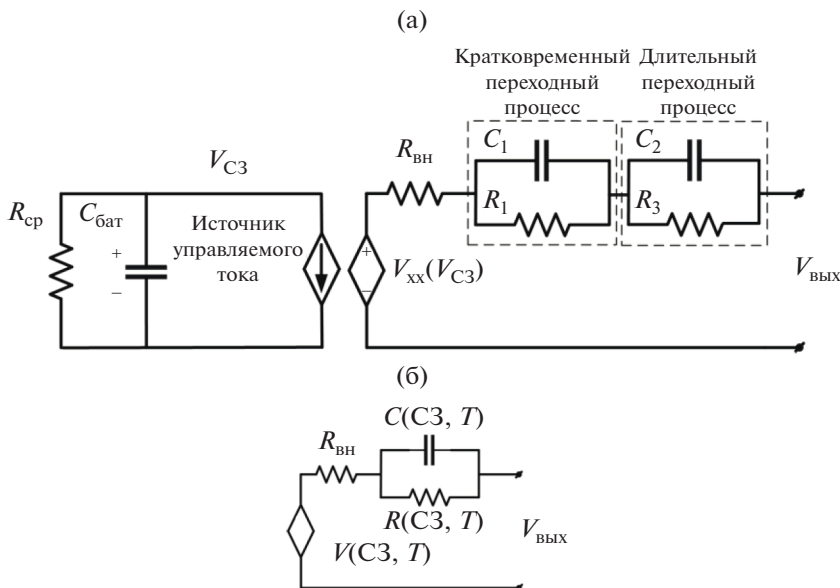 (а)
Кратковременный
переходный
процесс
Длительный
переходный
процесс
C1
C2
Rвн
VСЗ
R1
R3
Rср
Cбат
Источник
управляемого
тока
+
−
+
−
Vхх(VСЗ)
Vвых
(б)
C(СЗ, T)
Rвн
R(СЗ, T)
Vвых
V(СЗ, T)